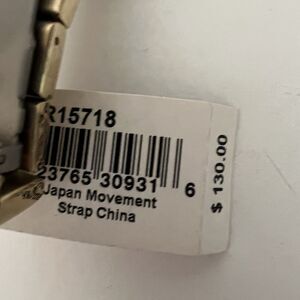 R15718
23765 30931 6
Japan Movement
Strap China
$ 130.00